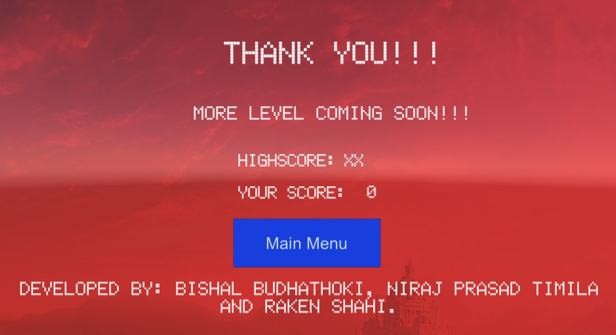 THANK YOU!!!
MORE LEVEL COMING SOON!!!
HIGHSCORE: XX
YOUR SCORE: 0
Main Menu
DEVELOPED BY: BISHAL BUDHATHOKI, NIRAJ PRASAD TIMILA
AND RAKEN SHAHI.